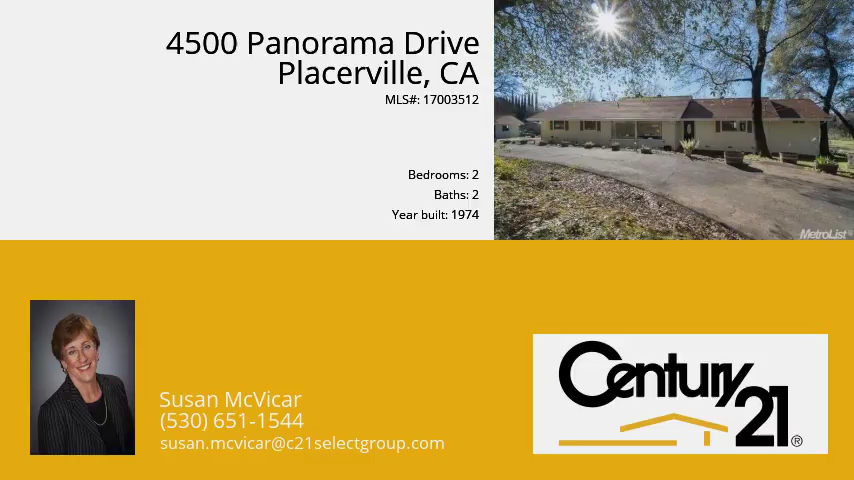 4500 Panorama Drive
Placerville, CA
MLS#: 17003512
Bedrooms: 2
Baths: 2
Year built: 1974
MetroList®
Susan McVicar
(530) 651-1544
susan.mcvicar@c21selectgroup.com
Century
21®